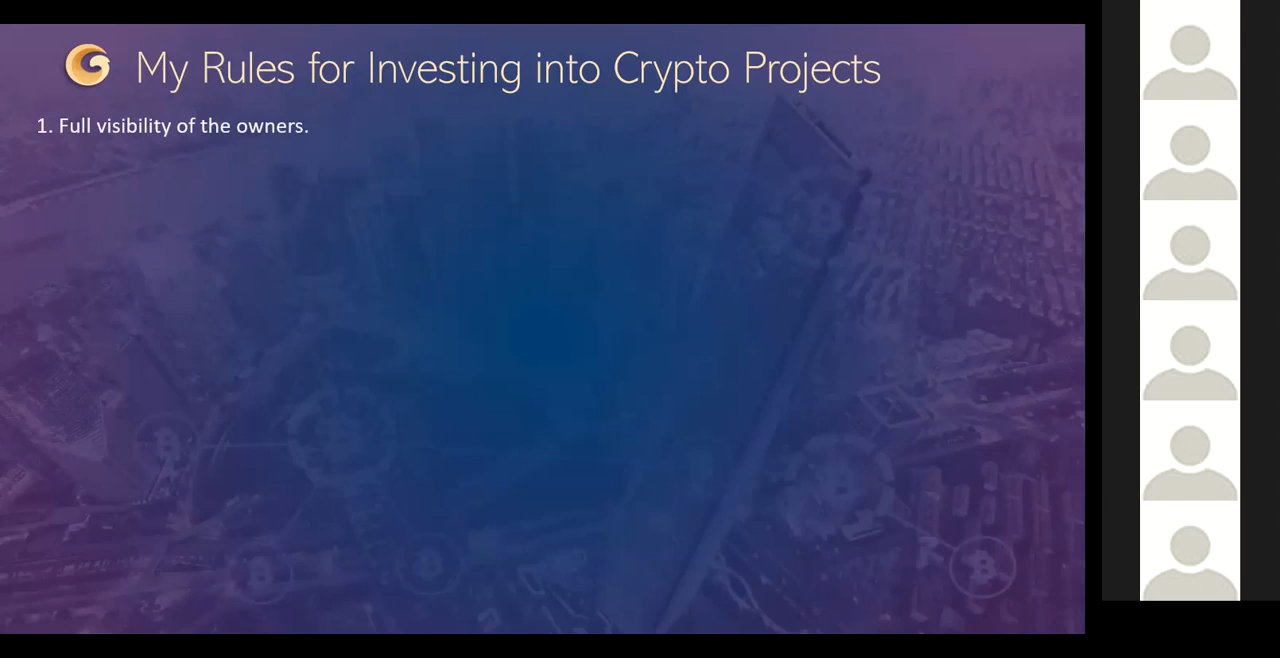 My Rules for Investing into Crypto Projects
1. Full visibility of the owners.